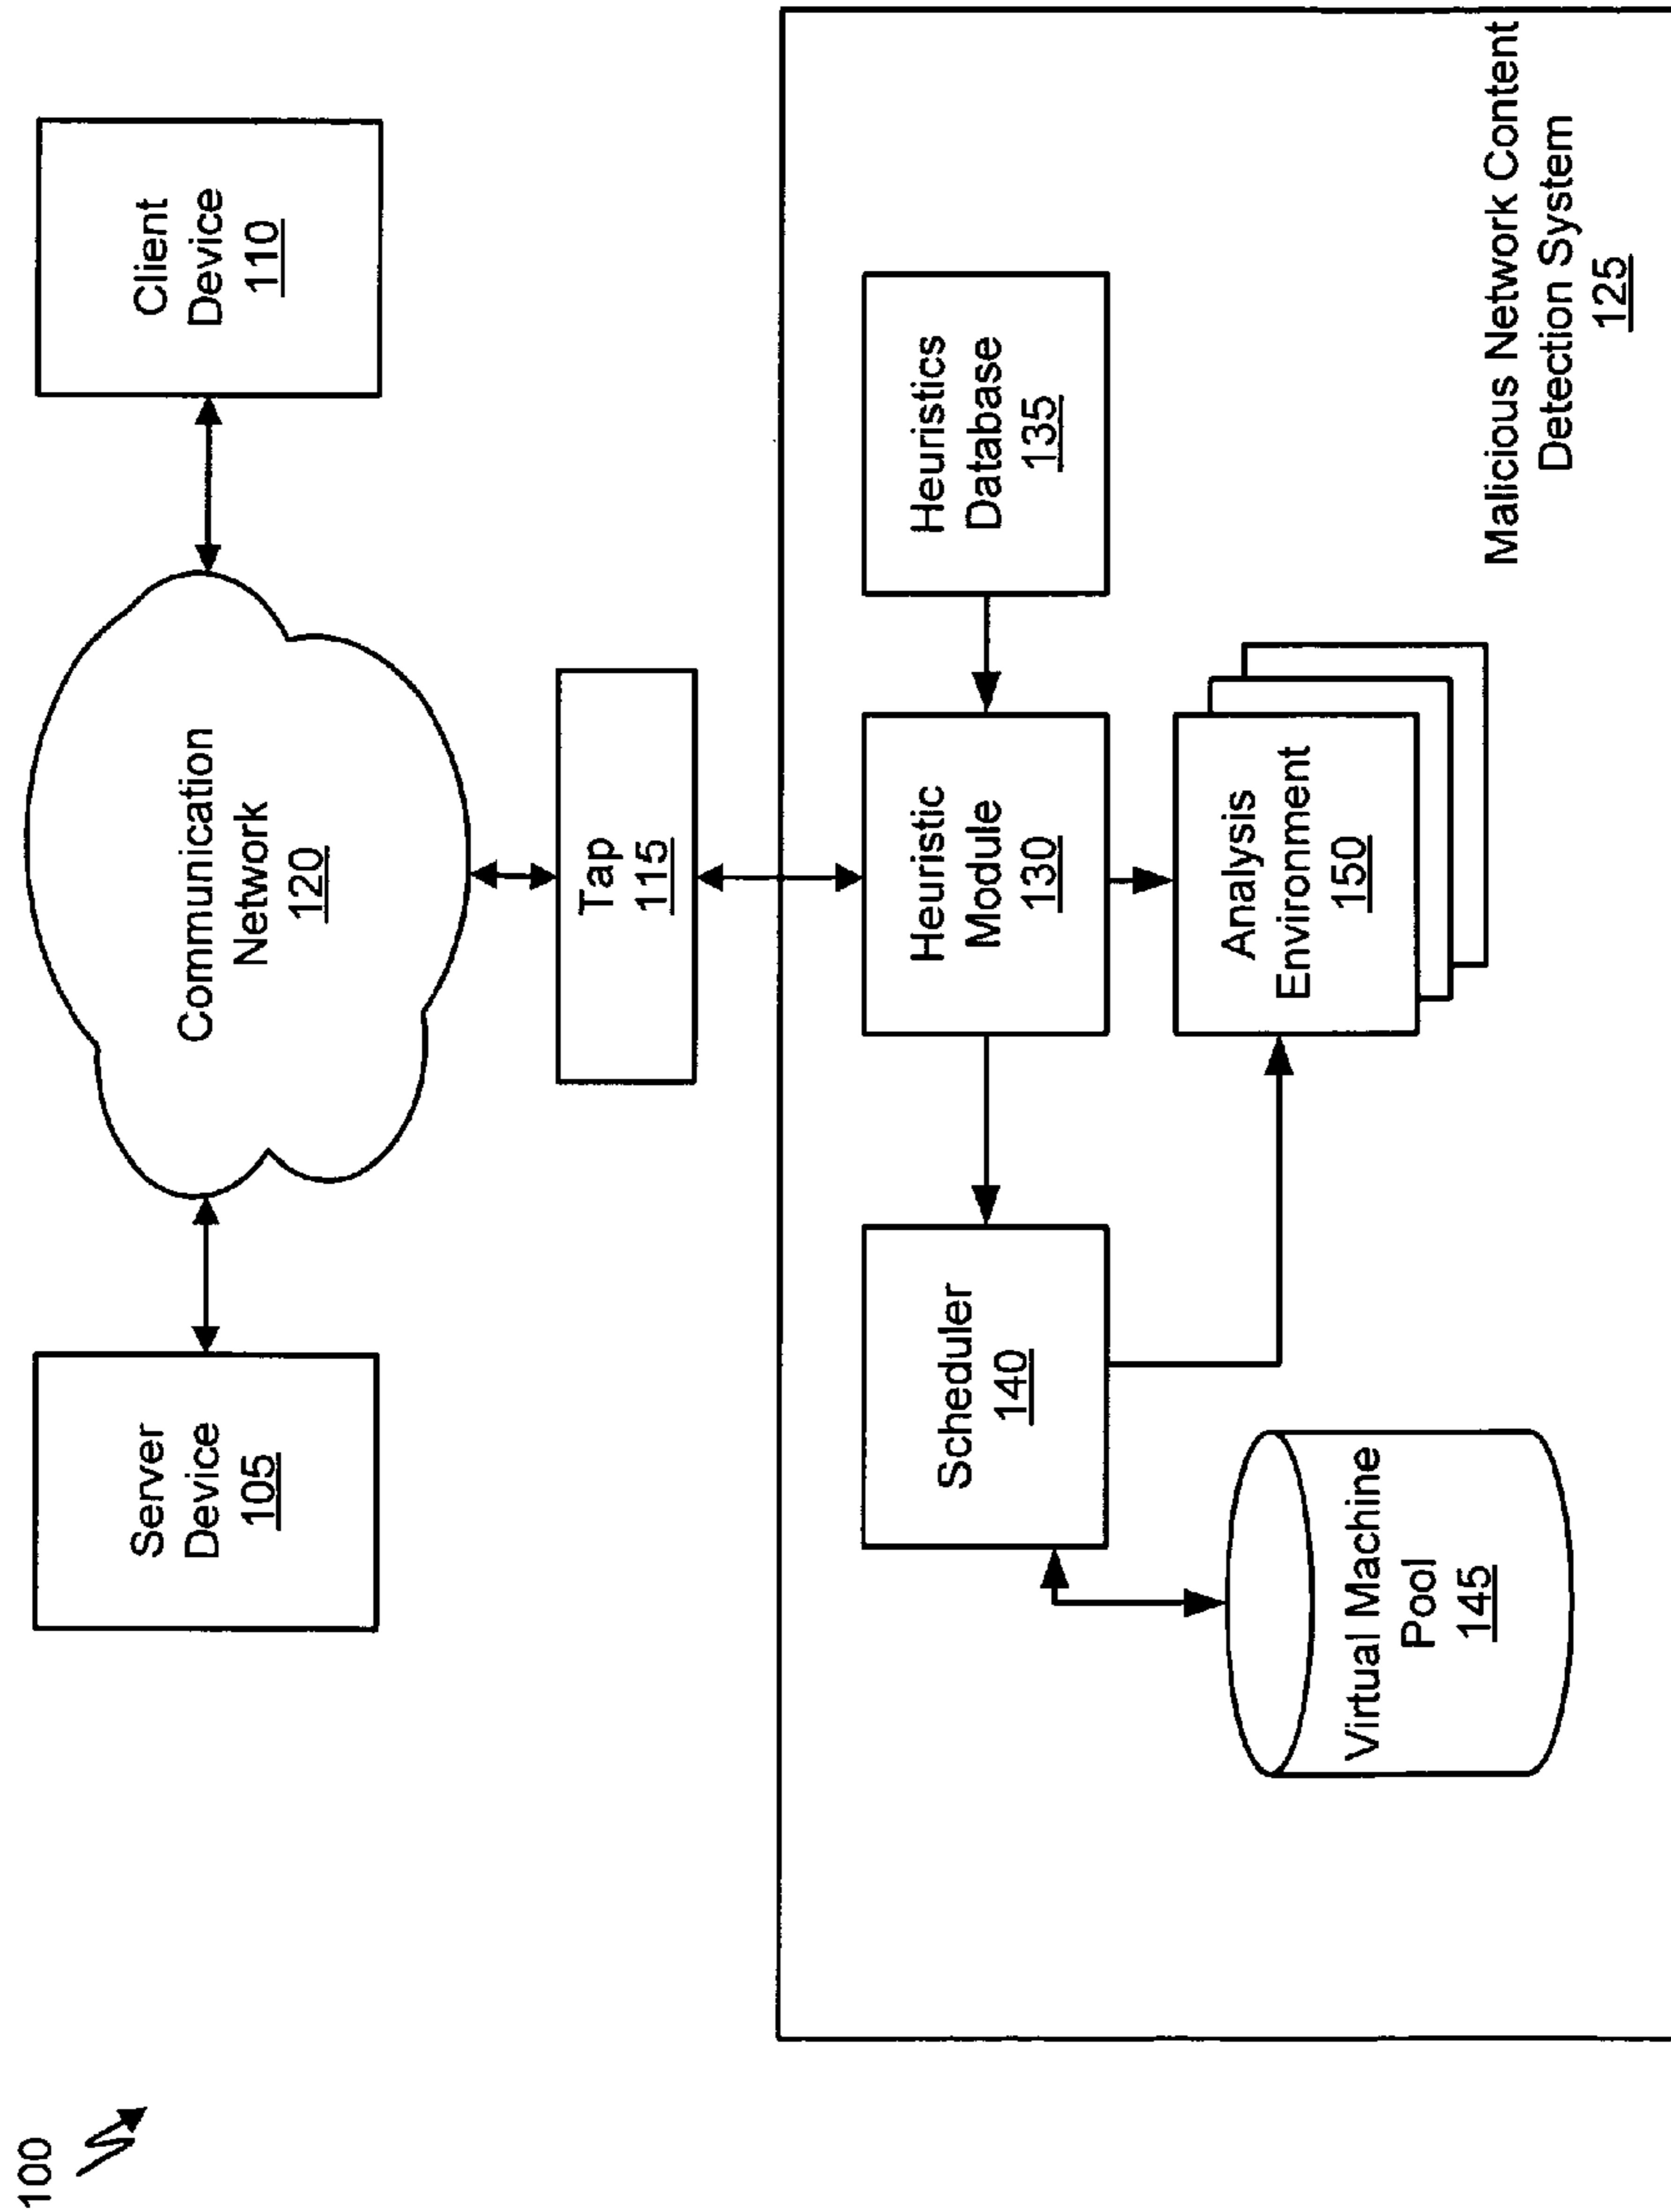 100
Server
Device
105
Communication
Network
120
Client
Device
110
Tap
115
Scheduler
140
Heuristic
Module
130
Heuristics
Database
135
Virtual Machine
Pool
145
Analysis
Environment
150
Malicious Network Content
Detection System
125